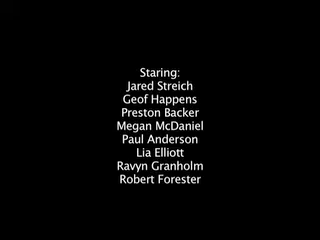 Staring:
Jared Streich
Geof Happens
Preston Backer
Megan McDaniel
Paul Anderson
Lia Elliott
Ravyn Granholm
Robert Forester